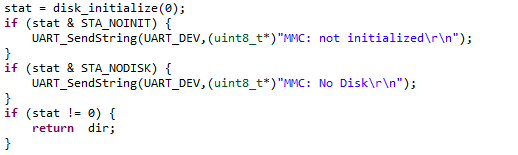 stat = disk_initialize(0);
if (stat & STA_NOINIT) {
    UART_SendString(UART_DEV,(uint8_t*)"MMC: not initialized\r\n");
}
if (stat & STA_NODISK) {
    UART_SendString(UART_DEV,(uint8_t*)"MMC: No Disk\r\n");
}
if (stat != 0) {
    return  dir;
}